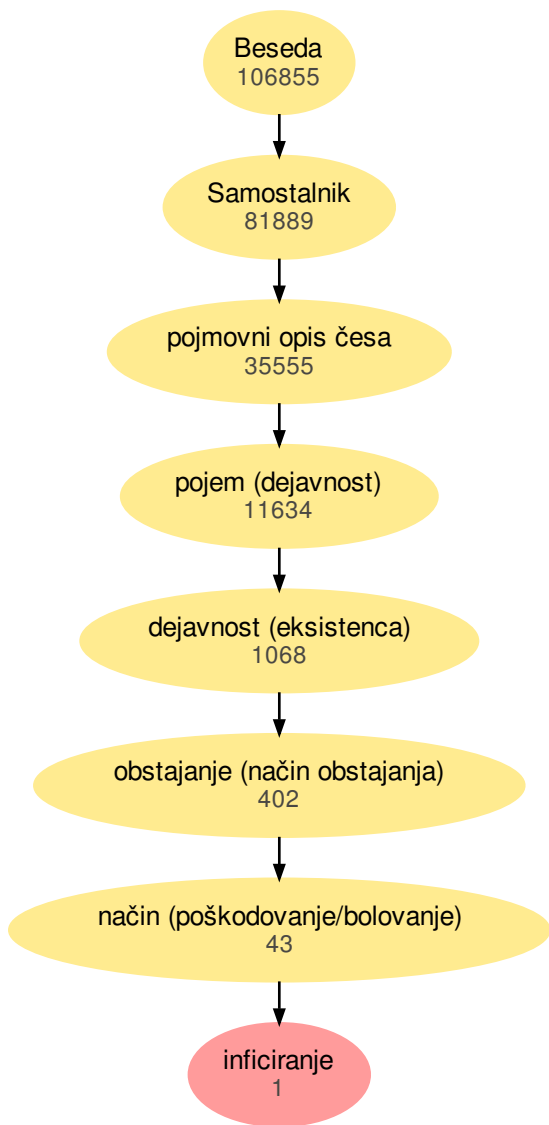 Beseda
106855
Samostalnik
81889
pojmovni opis česa
35555
pojem (dejavnost)
11634
dejavnost (eksistenca)
1068
obstajanje (način obstajanja)
402
način (poškodovanje/bolovanje)
43
inficiranje
1